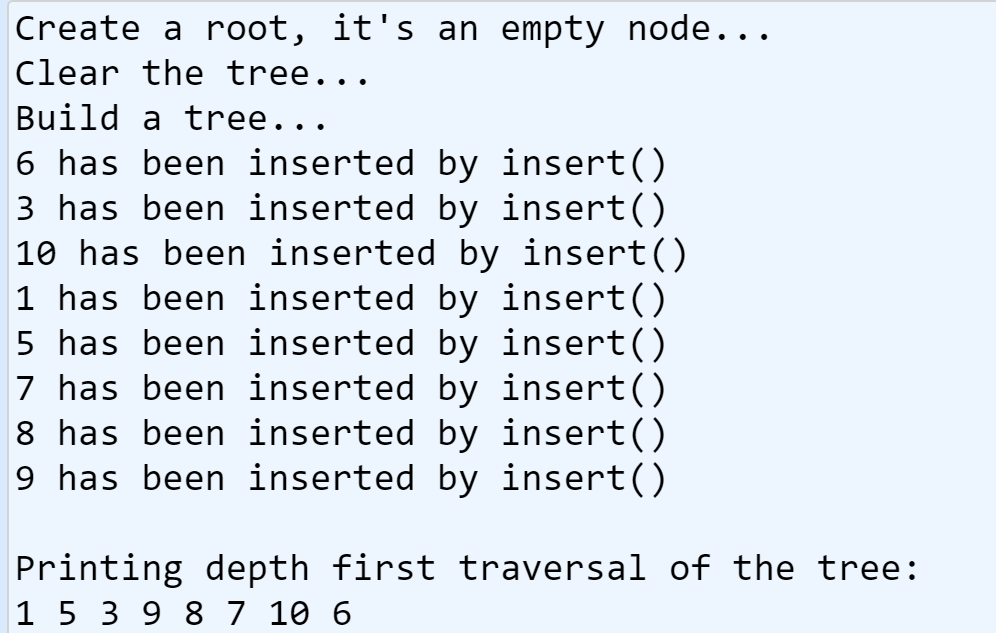 Create a root, it's an empty node...
Clear the tree...
Build a tree...
6 has been inserted by insert()
3 has been inserted by insert()
10 has been inserted by insert()
1 has been inserted by insert()
5 has been inserted by insert()
7 has been inserted by insert()
8 has been inserted by insert()
9 has been inserted by insert()

Printing depth first traversal of the tree:
1 5 3 9 8 7 10 6